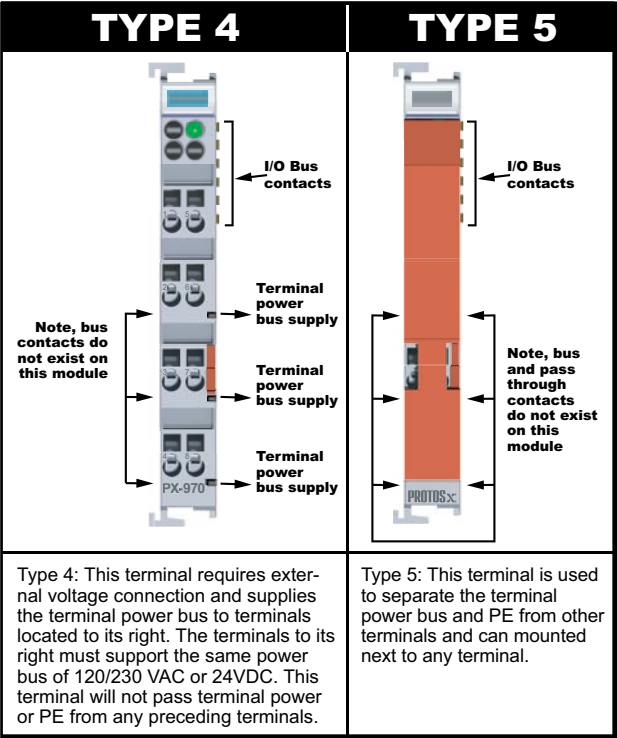 TYPE 4
I/O Bus
contacts
Terminal
power
bus supply
Note, bus
contacts do
not exist on
this module
Terminal
power
bus supply
Terminal
power
bus supply
1 5
2 6
3 7
4 8
PX-970
Type 4: This terminal requires exter-
nal voltage connection and supplies
the terminal power bus to terminals
located to its right. The terminals to its
right must support the same power
bus of 120/230 VAC or 24VDC. This
terminal will not pass terminal power
or PE from any preceding terminals.
TYPE 5
I/O Bus
contacts
Note, bus
and pass
through
contacts
do not exist
on this
module
PROTOS X
Type 5: This terminal is used
to separate the terminal
power bus and PE from other
terminals and can mounted
next to any terminal.